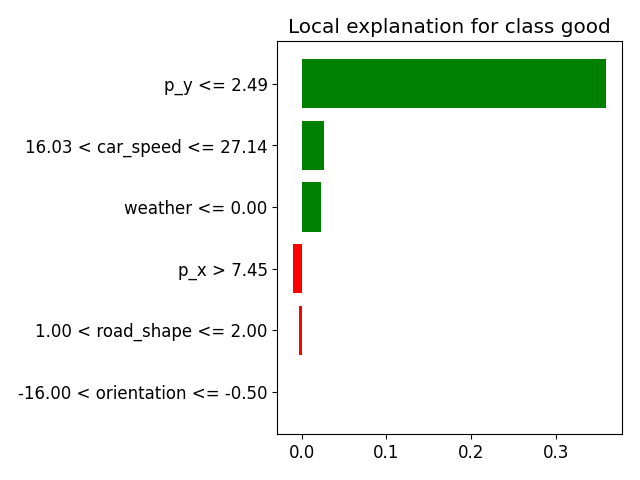 Local explanation for class good
p_y <= 2.49
16.03 < car_speed <= 27.14
weather <= 0.00
p_x > 7.45
1.00 < road_shape <= 2.00
-16.00 < orientation <= -0.50
0.0 0.1 0.2 0.3